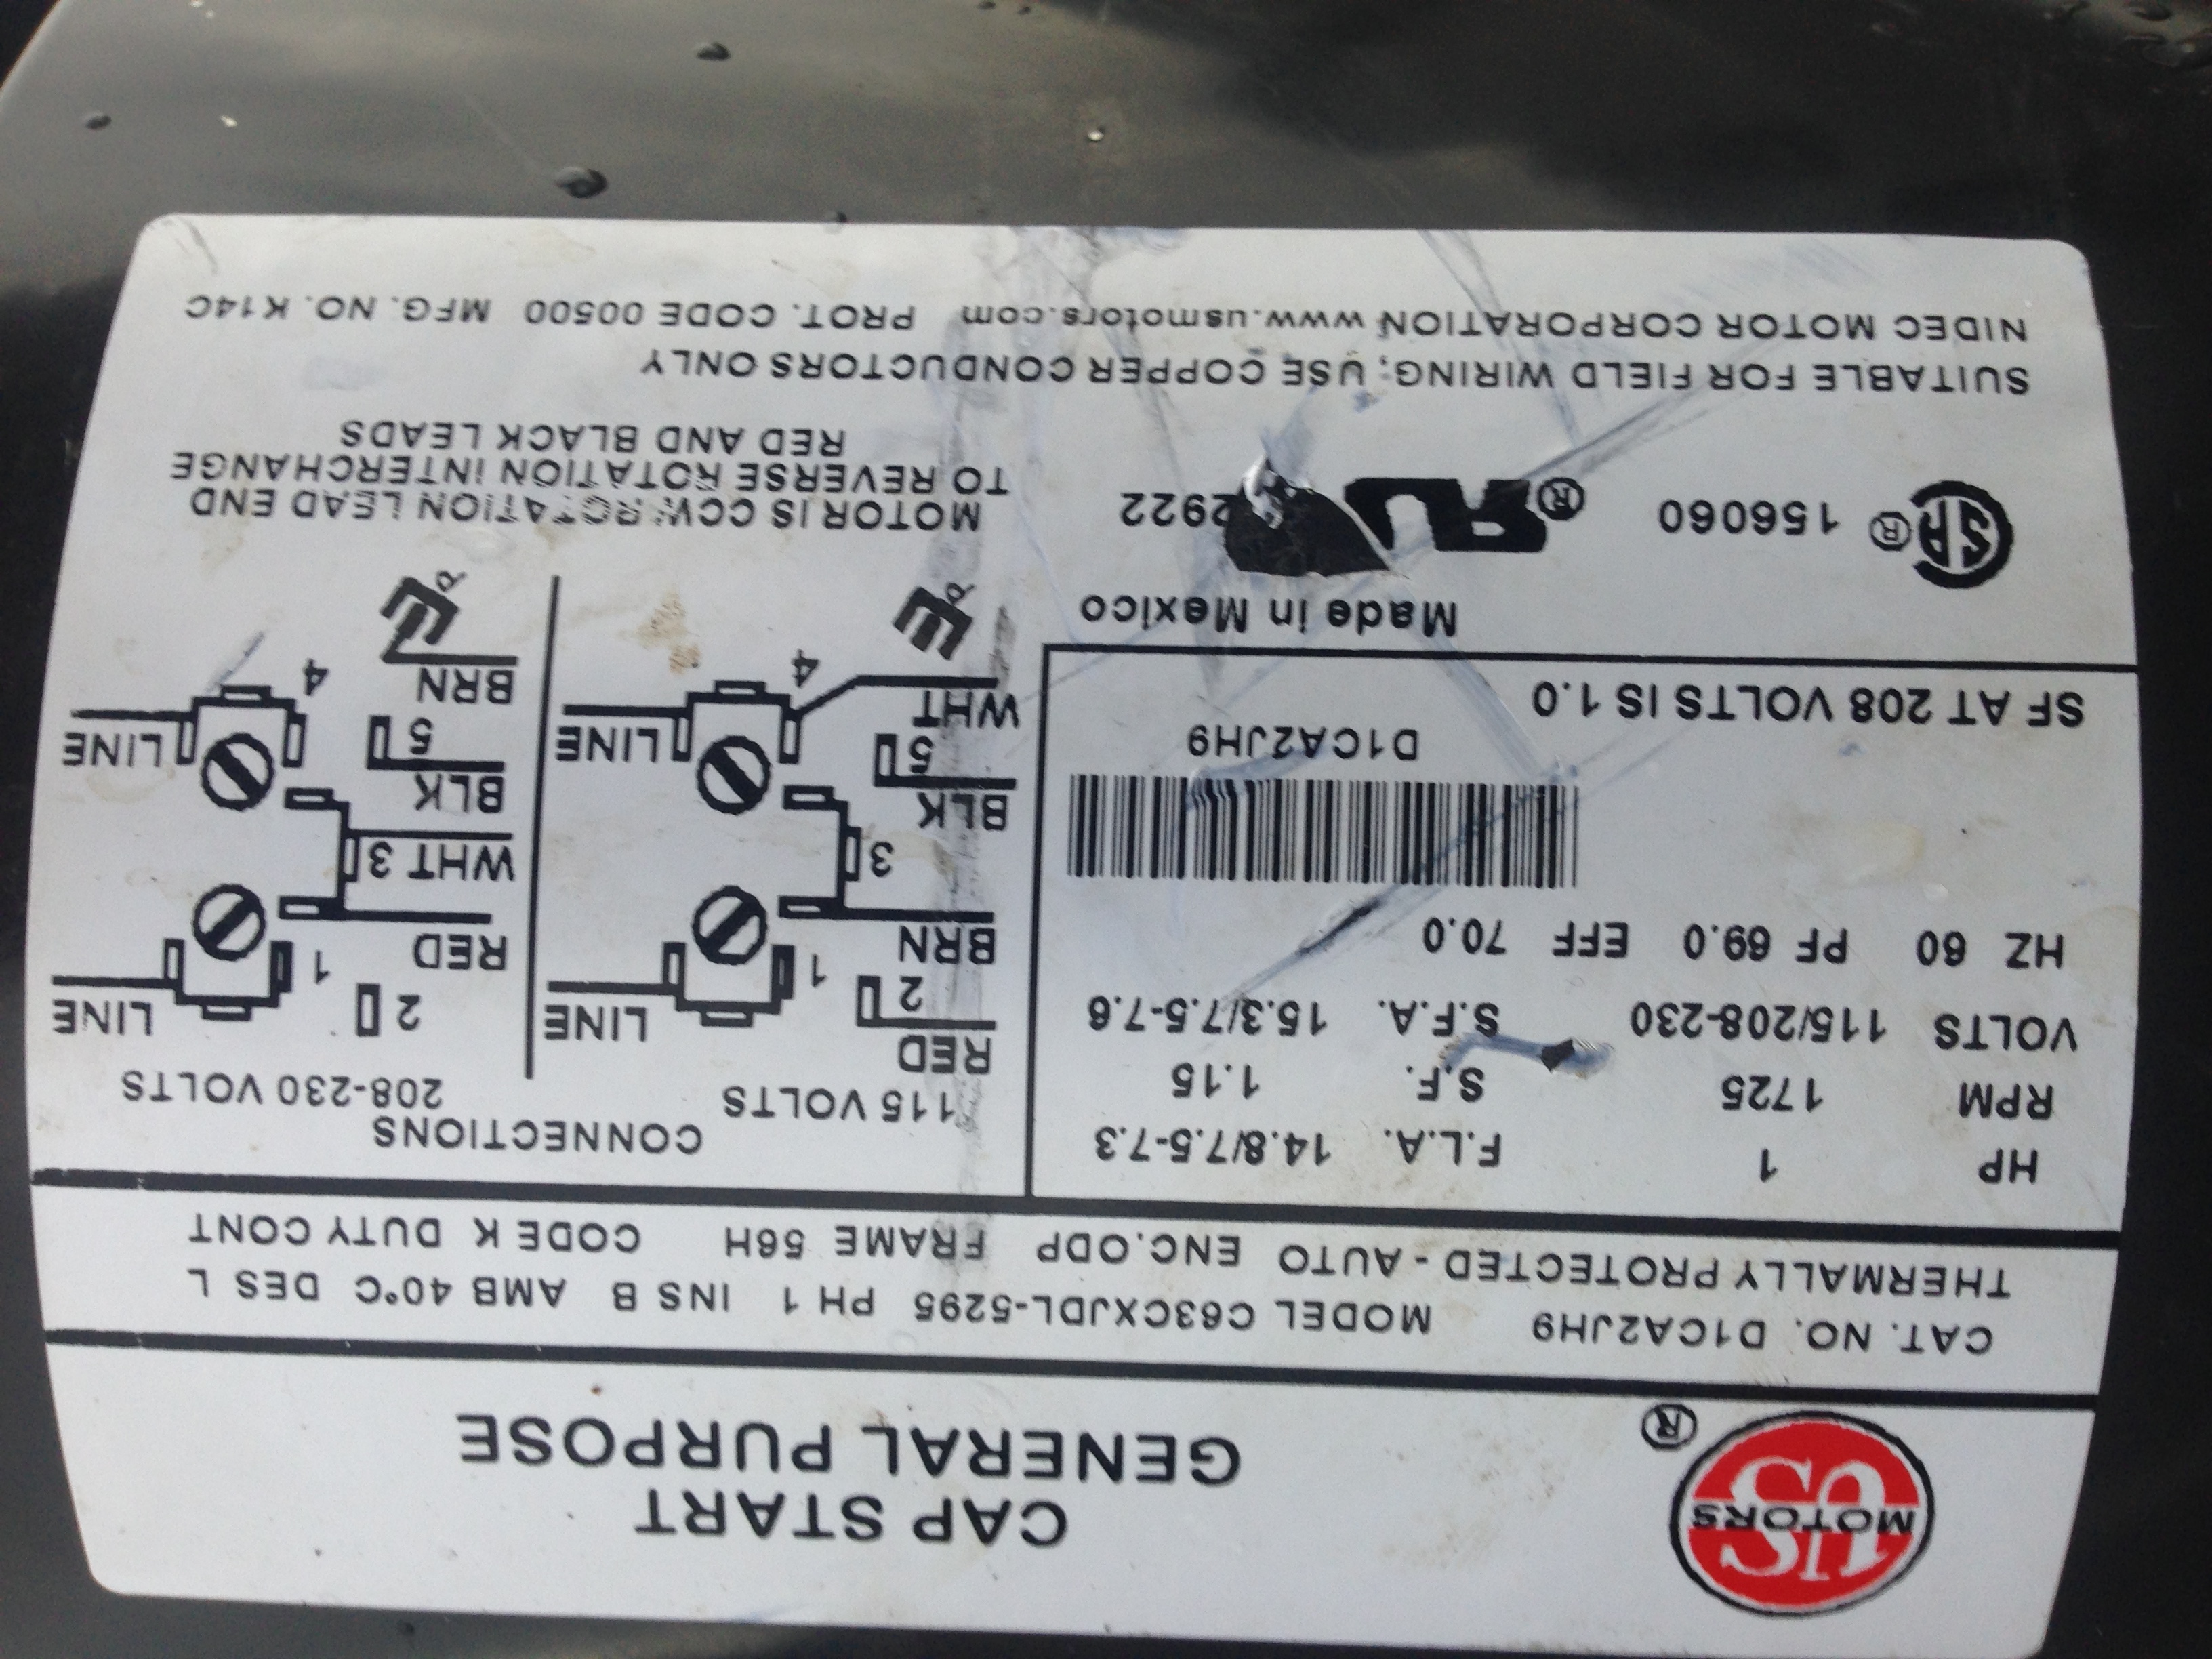 US
MOTORS
®
CAP START
GENERAL PURPOSE
CAT. NO. D1CA2JH9 MODEL C63CXJDL-5295 PH 1 INS B AMB 40°C DES L
THERMALLY PROTECTED - AUTO ENC.ODP FRAME 56H CODE K DUTY CONT
HP 1 F.L.A. 14.8/7.5-7.3
RPM 1725 S.F. 1.15
VOLTS 115/208-230 S.F.A. 15.3/7.5-7.6
HZ 60 PF 69.0 EFF 70.0
D1CA2JH9
SF AT 208 VOLTS IS 1.0
Made in Mexico
SA ® 156060 RU ® 2922
CONNECTIONS
115 VOLTS
RED
2
LINE
1
BRN
3
BLK
5
LINE
WHT
4
E
P
208-230 VOLTS
2
LINE
1
RED
WHT 3
BLK
5
LINE
BRN
4
E
P
MOTOR IS CCW ROTATION LEAD END
TO REVERSE ROTATION INTERCHANGE
RED AND BLACK LEADS
SUITABLE FOR FIELD WIRING; USE COPPER CONDUCTORS ONLY
NIDEC MOTOR CORPORATION www.usmotors.com PROT. CODE 00500 MFG. NO. K14C